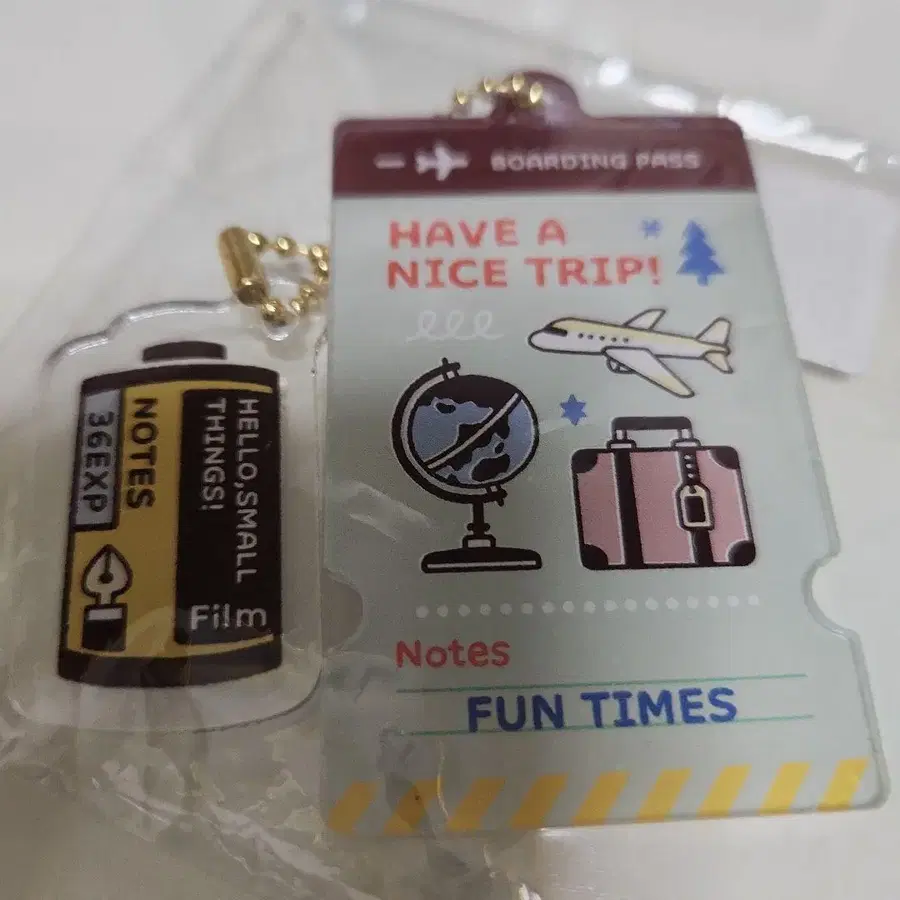 BOARDING PASS
HAVE A
NICE TRIP!
Notes
FUN TIMES
HELLO,SMALL
THINGS!
NOTES
36EXP
Film